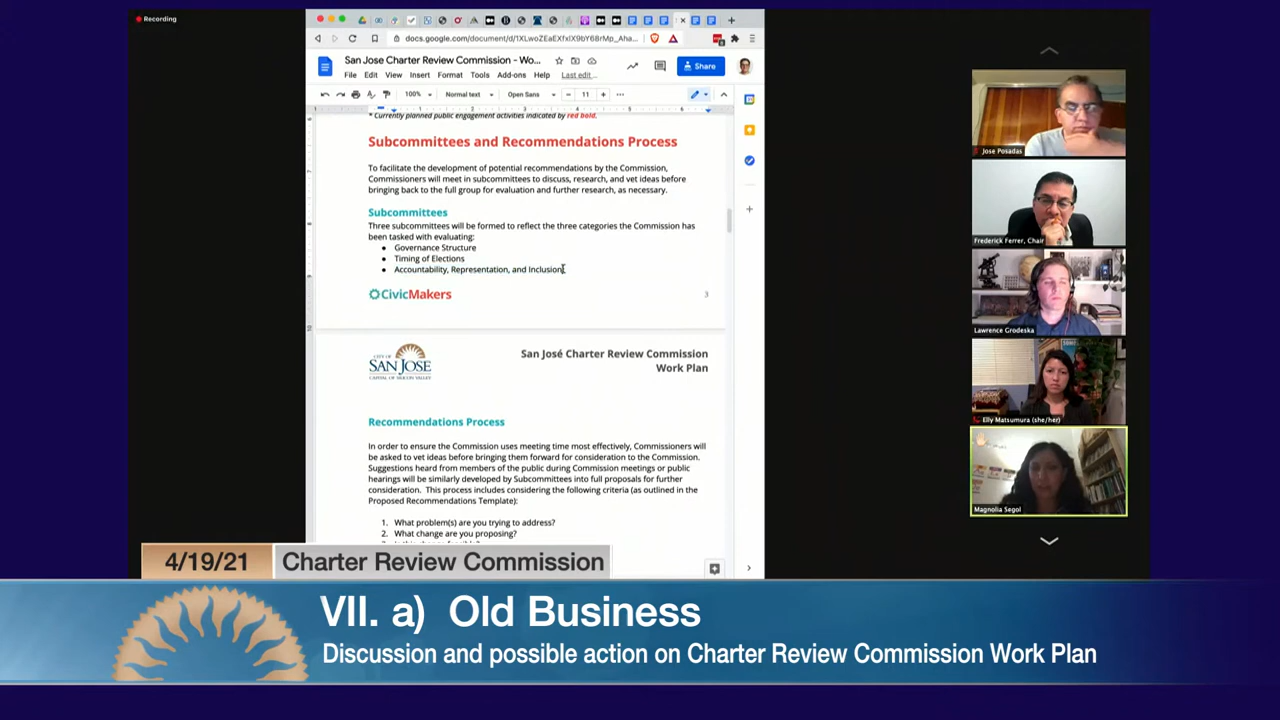 Recording
docs.google.com/document/d/1XLwoZEaEXfxIX9bY6BrMp_Aha...
San Jose Charter Review Commission - Wo...
Share
File Edit View Insert Format Tools Add-ons Help Last edit...
100% Normal text Open Sans 11
* Currently planned public engagement activities indicated by red bold.
Subcommittees and Recommendations Process
To facilitate the development of potential recommendations by the Commission,
Commissioners will meet in subcommittees to discuss, research, and vet ideas before
bringing back to the full group for evaluation and further research, as necessary.
Subcommittees
Three subcommittees will be formed to reflect the three categories the Commission has
been tasked with evaluating:
● Governance Structure
● Timing of Elections
● Accountability, Representation, and Inclusion
CivicMakers
3
CITY OF
SAN JOSE
CAPITAL OF SILICON VALLEY
San José Charter Review Commission
Work Plan
Recommendations Process
In order to ensure the Commission uses meeting time most effectively, Commissioners will
be asked to vet ideas before bringing them forward for consideration to the Commission.
Suggestions heard from members of the public during Commission meetings or public
hearings will be similarly developed by Subcommittees into full proposals for further
consideration. This process includes considering the following criteria (as outlined in the
Proposed Recommendations Template):
1. What problem(s) are you trying to address?
2. What change are you proposing?
Jose Posadas
Frederick Ferrer, Chair
Lawrence Grodeska
Elly Matsumura (she/her)
Magnolia Segol
4/19/21 Charter Review Commission
VII. a) Old Business
Discussion and possible action on Charter Review Commission Work Plan